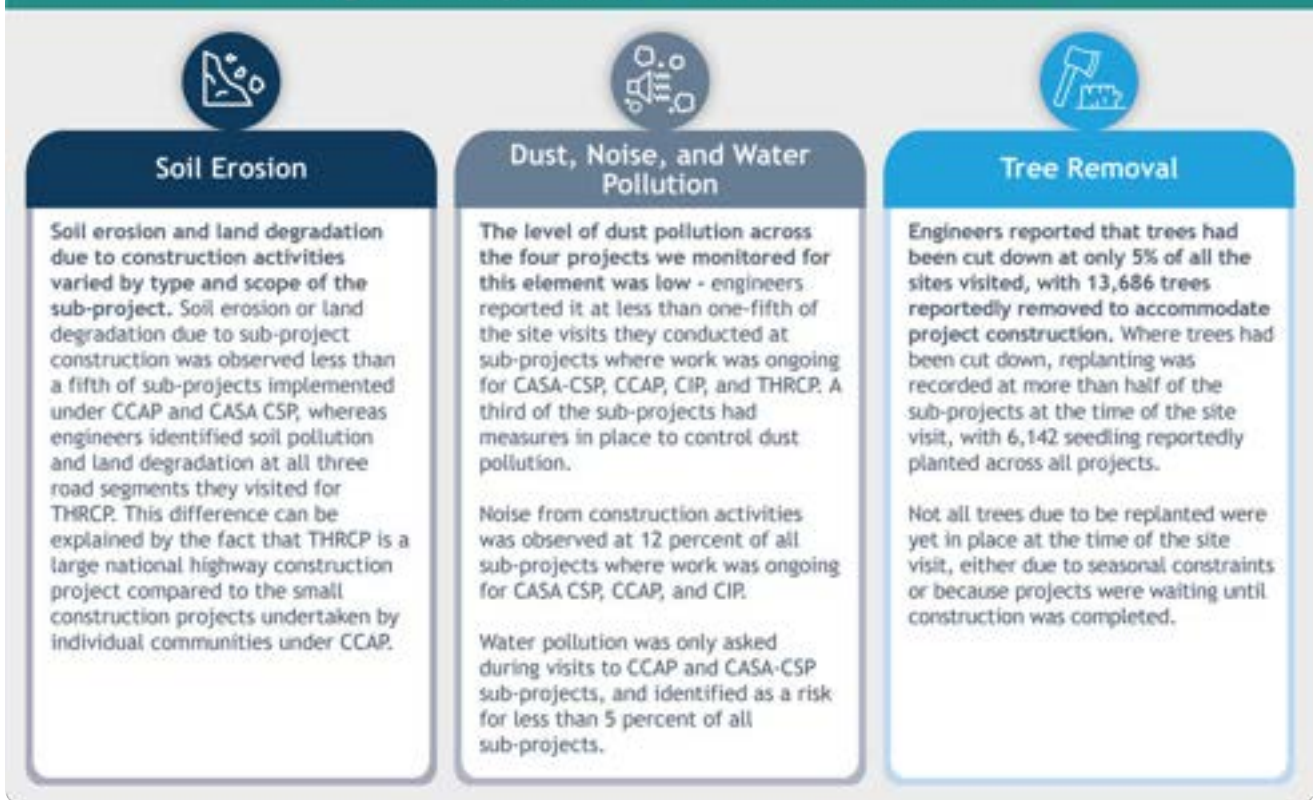 Soil Erosion
Soil erosion and land degradation
due to construction activities
varied by type and scope of the
sub-project. Soil erosion or land
degradation due to sub-project
construction was observed less than
a fifth of sub-projects implemented
under CCAP and CASA CSP, whereas
engineers identified soil pollution
and land degradation at all three
road segments they visited for
THRCP. This difference can be
explained by the fact that THRCP is a
large national highway construction
project compared to the small
construction projects undertaken by
individual communities under CCAP.
Dust, Noise, and Water
Pollution
The level of dust pollution across
the four projects we monitored for
this element was low - engineers
reported it at less than one-fifth of
the site visits they conducted at
sub-projects where work was ongoing
for CASA-CSP, CCAP, CIP, and THRCP. A
third of the sub-projects had
measures in place to control dust
pollution.
Noise from construction activities
was observed at 12 percent of all
sub-projects where work was ongoing
for CASA CSP, CCAP, and CIP.
Water pollution was only asked
during visits to CCAP and CASA-CSP
sub-projects, and identified as a risk
for less than 5 percent of all
sub-projects.
Tree Removal
Engineers reported that trees had
been cut down at only 5% of all the
sites visited, with 13,686 trees
reportedly removed to accommodate
project construction. Where trees had
been cut down, replanting was
recorded at more than half of the
sub-projects at the time of the site
visit, with 6,142 seedling reportedly
planted across all projects.
Not all trees due to be replanted were
yet in place at the time of the site
visit, either due to seasonal constraints
or because projects were waiting until
construction was completed.